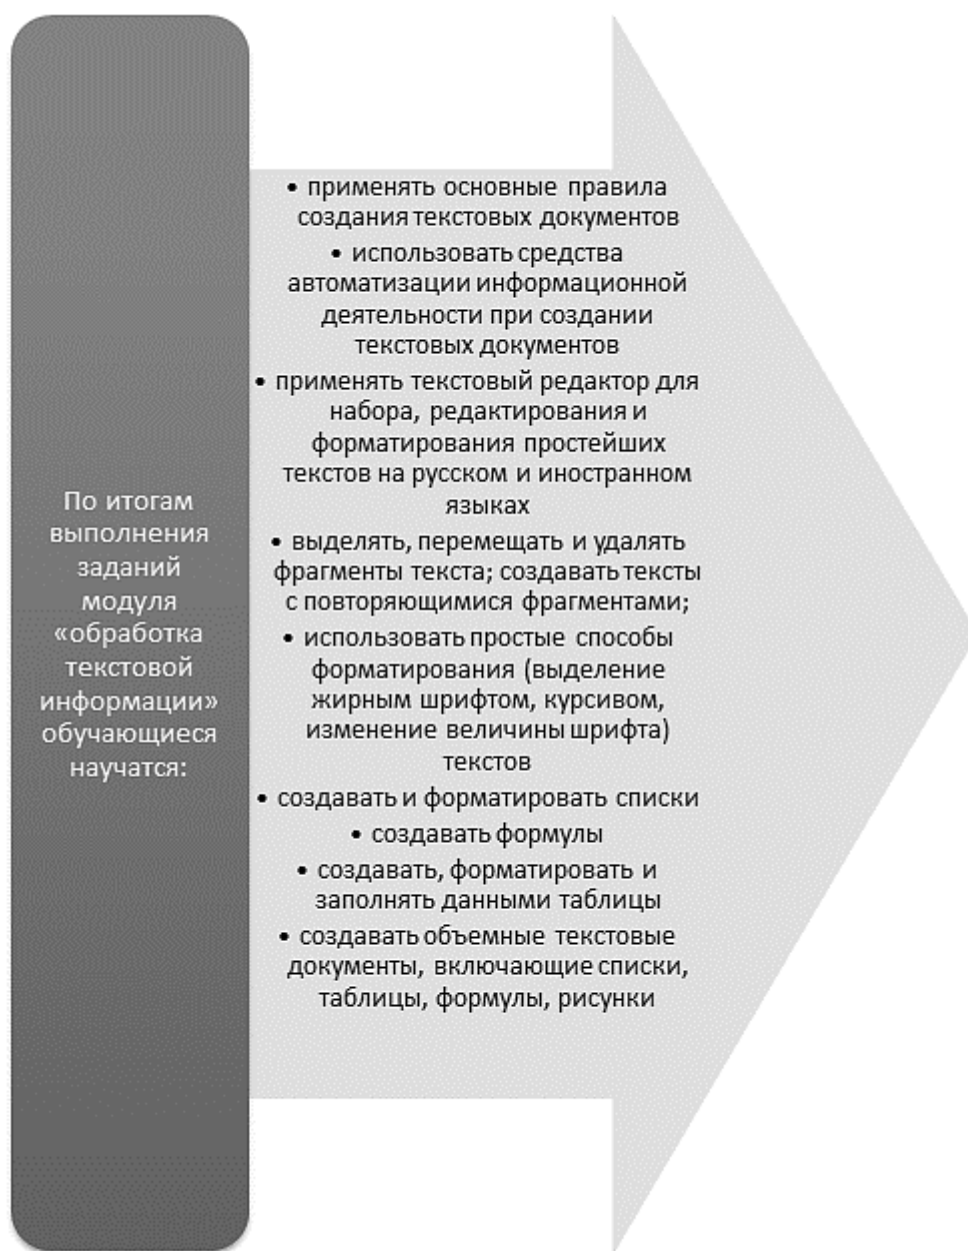 По итогам
выполнения
заданий
модуля
«обработка
текстовой
информации»
обучающиеся
научатся:
• применять основные правила
создания текстовых документов
• использовать средства
автоматизации информационной
деятельности при создании
текстовых документов
• применять текстовый редактор для
набора, редактирования и
форматирования простейших
текстов на русском и иностранном
языках
• выделять, перемещать и удалять
фрагменты текста; создавать тексты
с повторяющимися фрагментами;
• использовать простые способы
форматирования (выделение
жирным шрифтом, курсивом,
изменение величины шрифта)
текстов
• создавать и форматировать списки
• создавать формулы
• создавать, форматировать и
заполнять данными таблицы
• создавать объемные текстовые
документы, включающие списки,
таблицы, формулы, рисунки